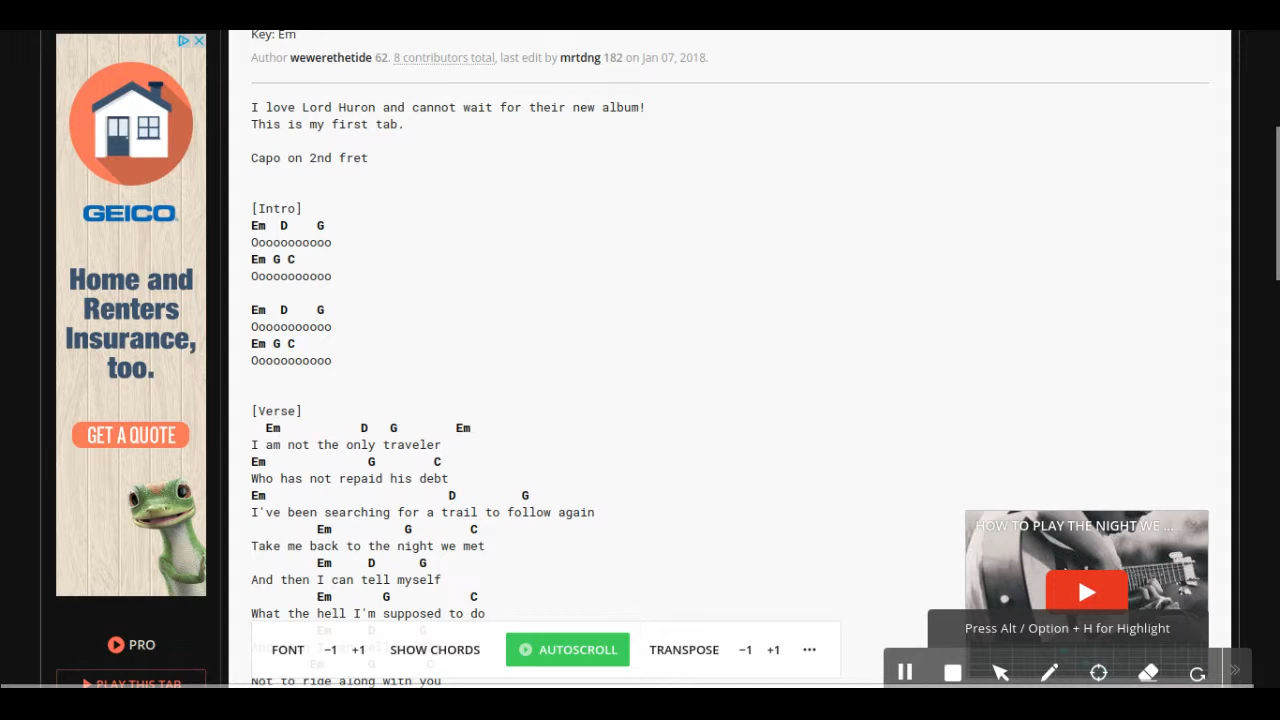 Key: Em
Author wewerethetide 62. 8 contributors total, last edit by mrtdng 182 on Jan 07, 2018.
I love Lord Huron and cannot wait for their new album!
This is my first tab.
Capo on 2nd fret
[Intro]
Em D G
Ooooooooooo
Em G C
Ooooooooooo
Em D G
Oooooooooooo
Em G C
Oooooooooooo
[Verse]
Em D G Em
I am not the only traveler
Em G C
Who has not repaid his debt
Em D G
I've been searching for a trail to follow again
Em G C
Take me back to the night we met
Em D G
And then I can tell myself
Em G C
What the hell I'm supposed to do
Em D G
Em G C
Not to ride along with you
GEICO
Home and
Renters
Insurance,
too.
GET A QUOTE
PRO
PLAY THIS TAB
FONT −1 +1 SHOW CHORDS AUTOSCROLL TRANSPOSE −1 +1 •••
HOW TO PLAY THE NIGHT WE ...
Press Alt / Option + H for Highlight